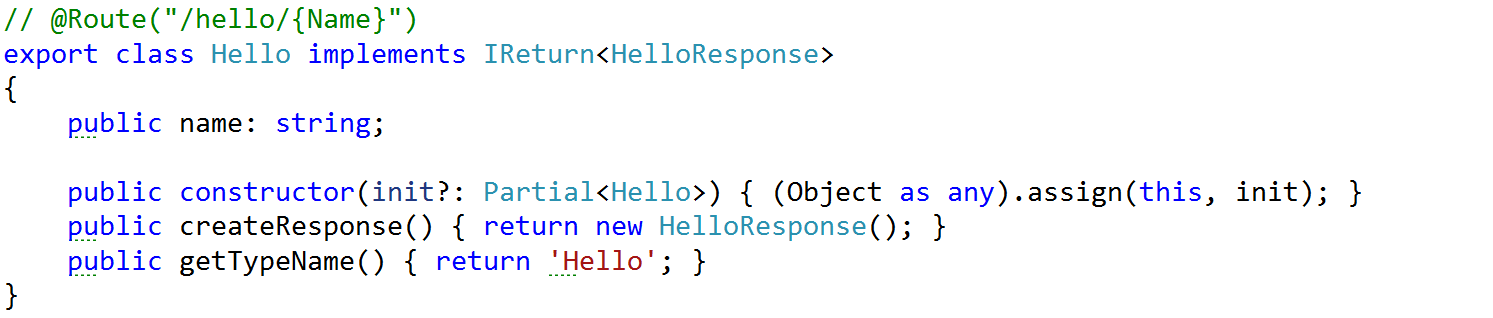 // @Route("/hello/{Name}")
export class Hello implements IReturn<HelloResponse>
{
    public name: string;

    public constructor(init?: Partial<Hello>) { (Object as any).assign(this, init); }
    public createResponse() { return new HelloResponse(); }
    public getTypeName() { return 'Hello'; }
}